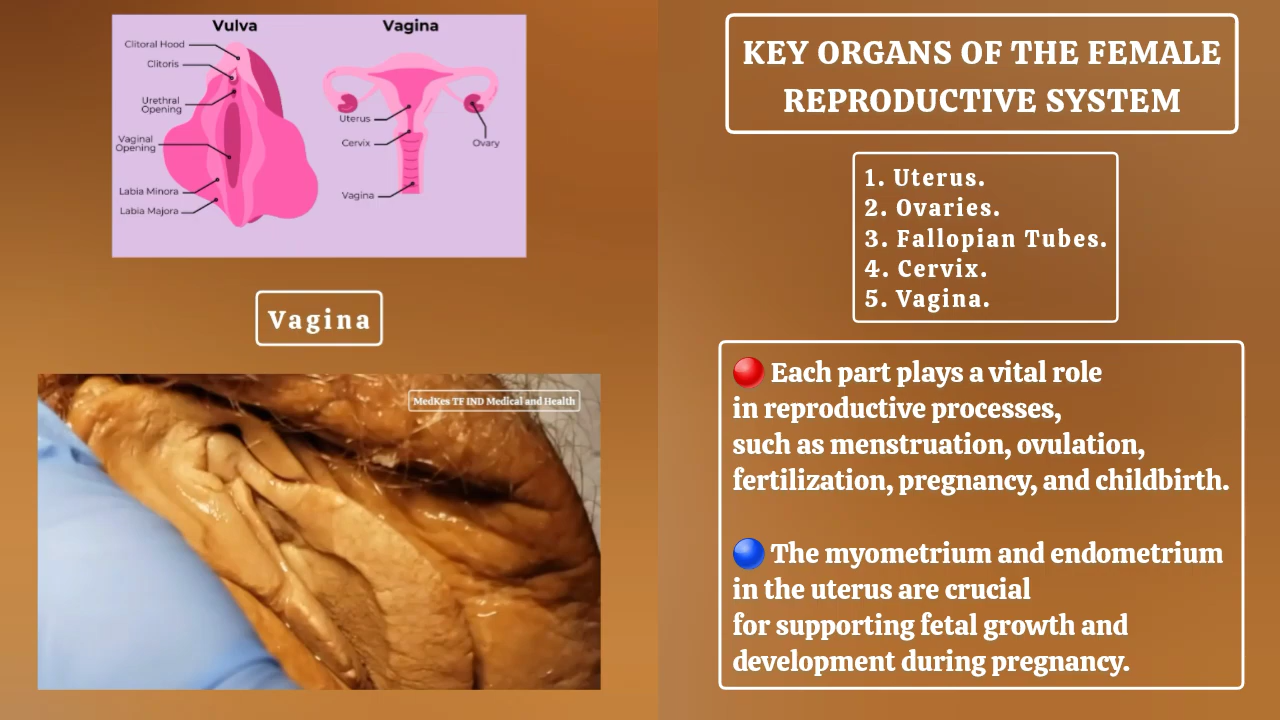 Vulva
Clitoral Hood
Clitoris
Urethral
Opening
Vaginal
Opening
Labia Minora
Labia Majora
Vagina
Uterus
Cervix
Ovary
Vagina
Vagina
MedKes TF IND Medical and Health
KEY ORGANS OF THE FEMALE
REPRODUCTIVE SYSTEM
1. Uterus.
2. Ovaries.
3. Fallopian Tubes.
4. Cervix.
5. Vagina.
Each part plays a vital role
in reproductive processes,
such as menstruation, ovulation,
fertilization, pregnancy, and childbirth.
The myometrium and endometrium
in the uterus are crucial
for supporting fetal growth and
development during pregnancy.